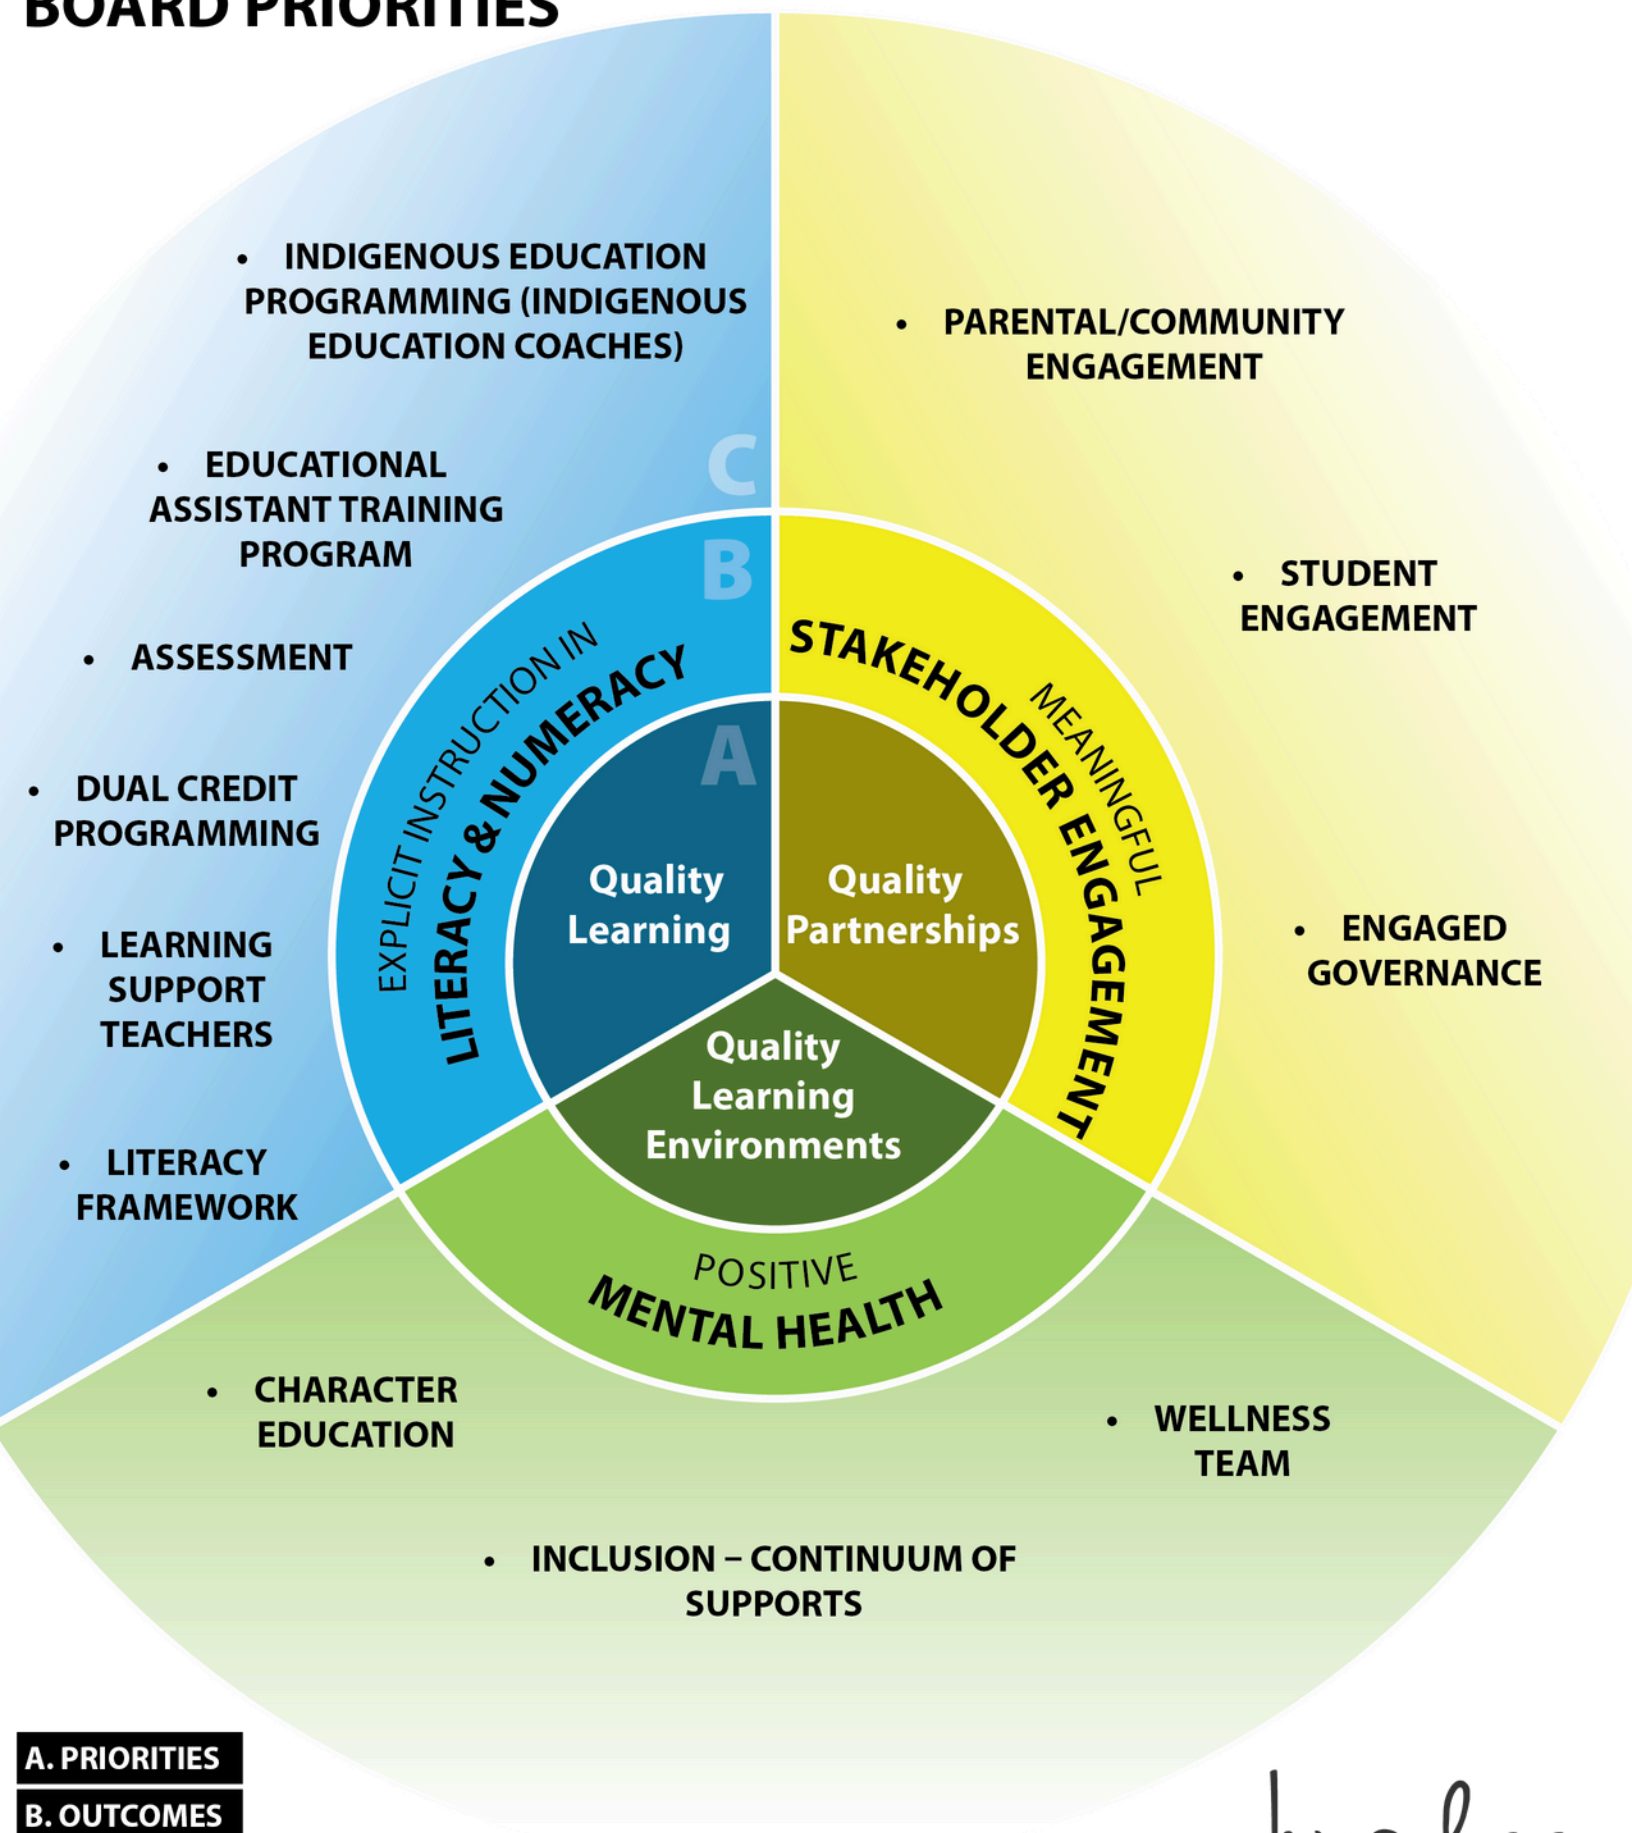 BOARD PRIORITIES
• INDIGENOUS EDUCATION
PROGRAMMING (INDIGENOUS
EDUCATION COACHES)
• EDUCATIONAL
ASSISTANT TRAINING
PROGRAM
• ASSESSMENT
• DUAL CREDIT
PROGRAMMING
• LEARNING
SUPPORT
TEACHERS
• LITERACY
FRAMEWORK
C
B
A
EXPLICIT INSTRUCTION IN
LITERACY & NUMERACY
Quality
Learning
• PARENTAL/COMMUNITY
ENGAGEMENT
• STUDENT
ENGAGEMENT
• ENGAGED
GOVERNANCE
MEANINGFUL
STAKEHOLDER ENGAGEMENT
Quality
Partnerships
Quality
Learning
Environments
POSITIVE
MENTAL HEALTH
• CHARACTER
EDUCATION
• WELLNESS
TEAM
• INCLUSION – CONTINUUM OF
SUPPORTS
A. PRIORITIES
B. OUTCOMES